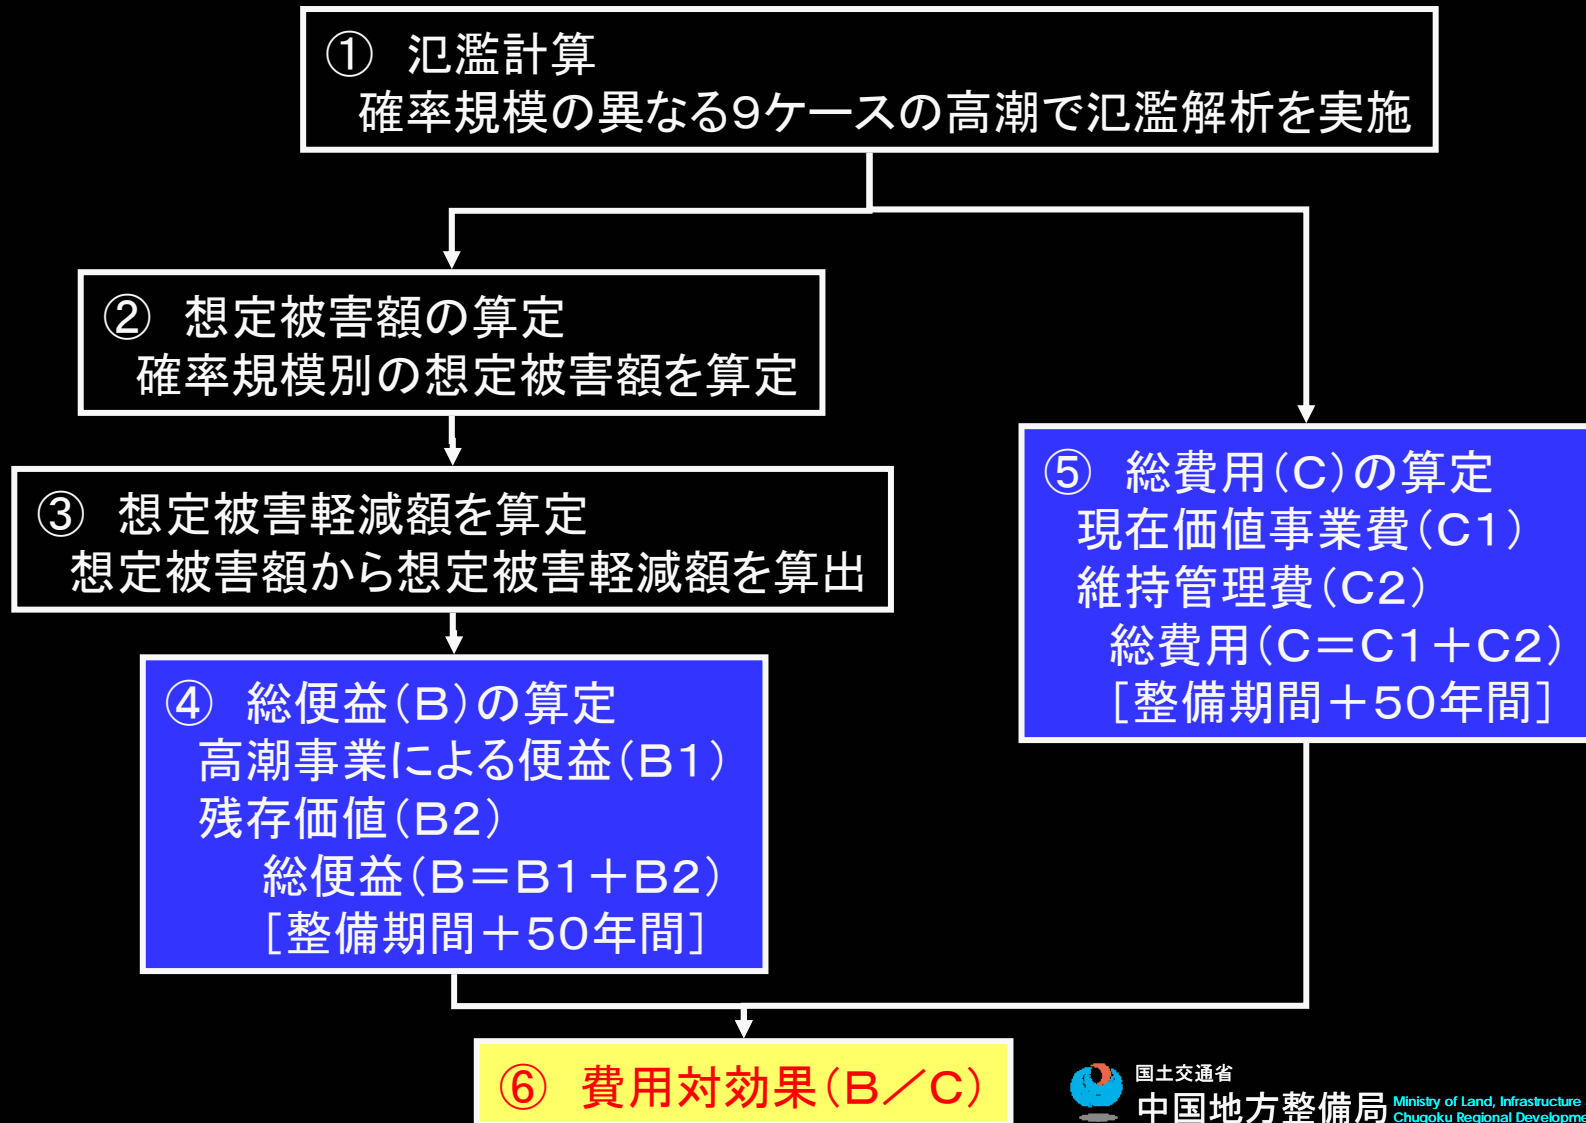 ① 氾濫計算
確率規模の異なる9ケースの高潮で氾濫解析を実施
② 想定被害額の算定
確率規模別の想定被害額を算定
③ 想定被害軽減額を算定
想定被害額から想定被害軽減額を算出
④ 総便益(B)の算定
高潮事業による便益(B1)
残存価値(B2)
総便益(B=B1+B2)
[整備期間+50年間]
⑤ 総費用(C)の算定
現在価値事業費(C1)
維持管理費(C2)
総費用(C=C1+C2)
[整備期間+50年間]
⑥ 費用対効果(B/C)
国土交通省
中国地方整備局
Ministry of Land, Infrastructure
Chugoku Regional Developme